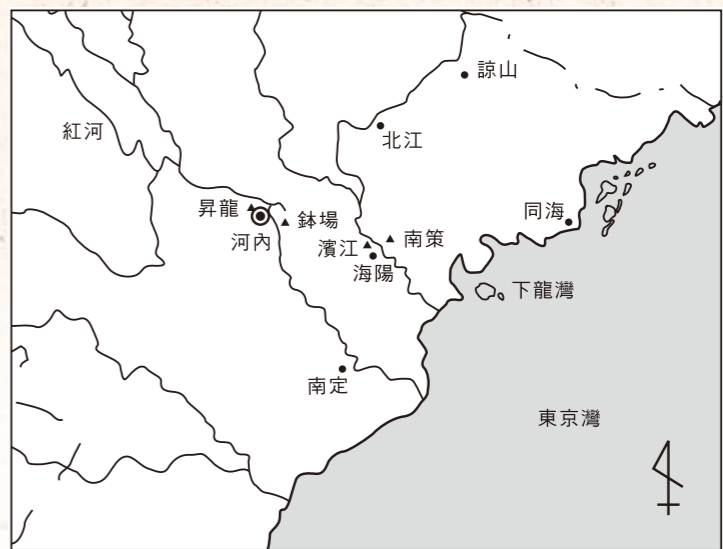 諒山
紅河
北江
昇龍
鉢場
同海
河內
濱江
南策
海陽
下龍灣
南定
東京灣